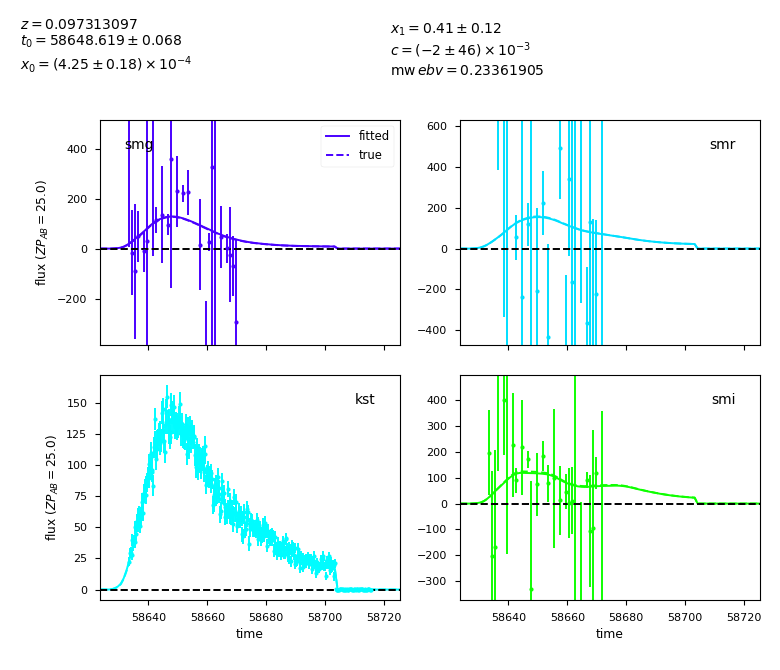 z = 0.097313097
t₀ = 58648.619 ± 0.068
x₀ = (4.25 ± 0.18) × 10⁻⁴
x₁ = 0.41 ± 0.12
c = (−2 ± 46) × 10⁻³
mw ebv = 0.23361905
smg
fitted
true
400
200
0
−200
flux (ZP_AB = 25.0)
smr
600
400
200
0
−200
−400
kst
150
125
100
75
50
25
0
flux (ZP_AB = 25.0)
58640 58660 58680 58700 58720
time
smi
400
300
200
100
0
−100
−200
−300
58640 58660 58680 58700 58720
time